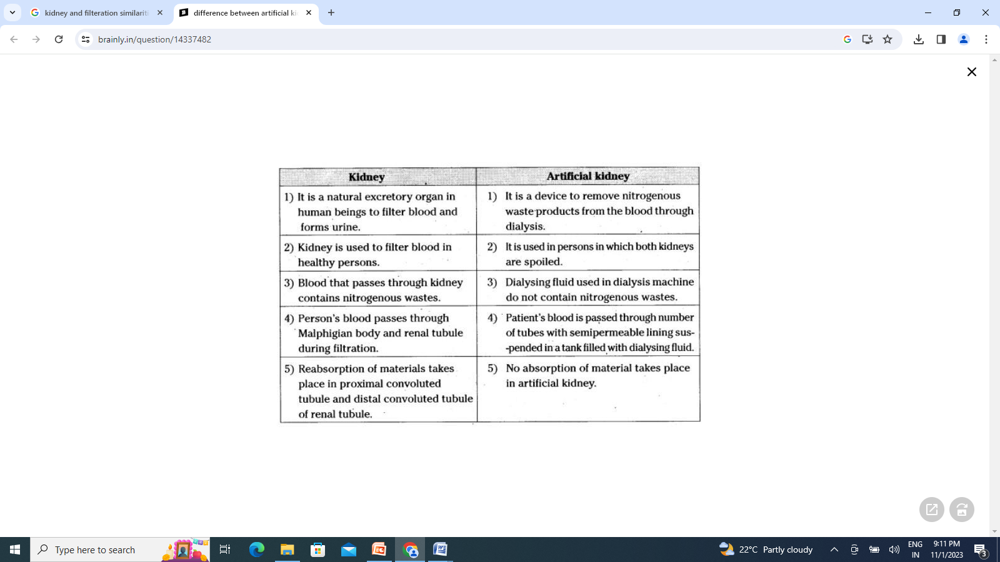 kidney and filteration similariti
difference between artificial ki
brainly.in/question/14337482
Kidney
Artificial kidney
1) It is a natural excretory organ in
human beings to filter blood and
forms urine.
1) It is a device to remove nitrogenous
waste products from the blood through
dialysis.
2) Kidney is used to filter blood in
healthy persons.
2) It is used in persons in which both kidneys
are spoiled.
3) Blood that passes through kidney
contains nitrogenous wastes.
3) Dialysing fluid used in dialysis machine
do not contain nitrogenous wastes.
4) Person's blood passes through
Malphigian body and renal tubule
during filtration.
4) Patient's blood is passed through number
of tubes with semipermeable lining sus-
-pended in a tank filled with dialysing fluid.
5) Reabsorption of materials takes
place in proximal convoluted
tubule and distal convoluted tubule
of renal tubule.
5) No absorption of material takes place
in artificial kidney.
Type here to search
22°C Partly cloudy
ENG
IN
9:11 PM
11/1/2023
3